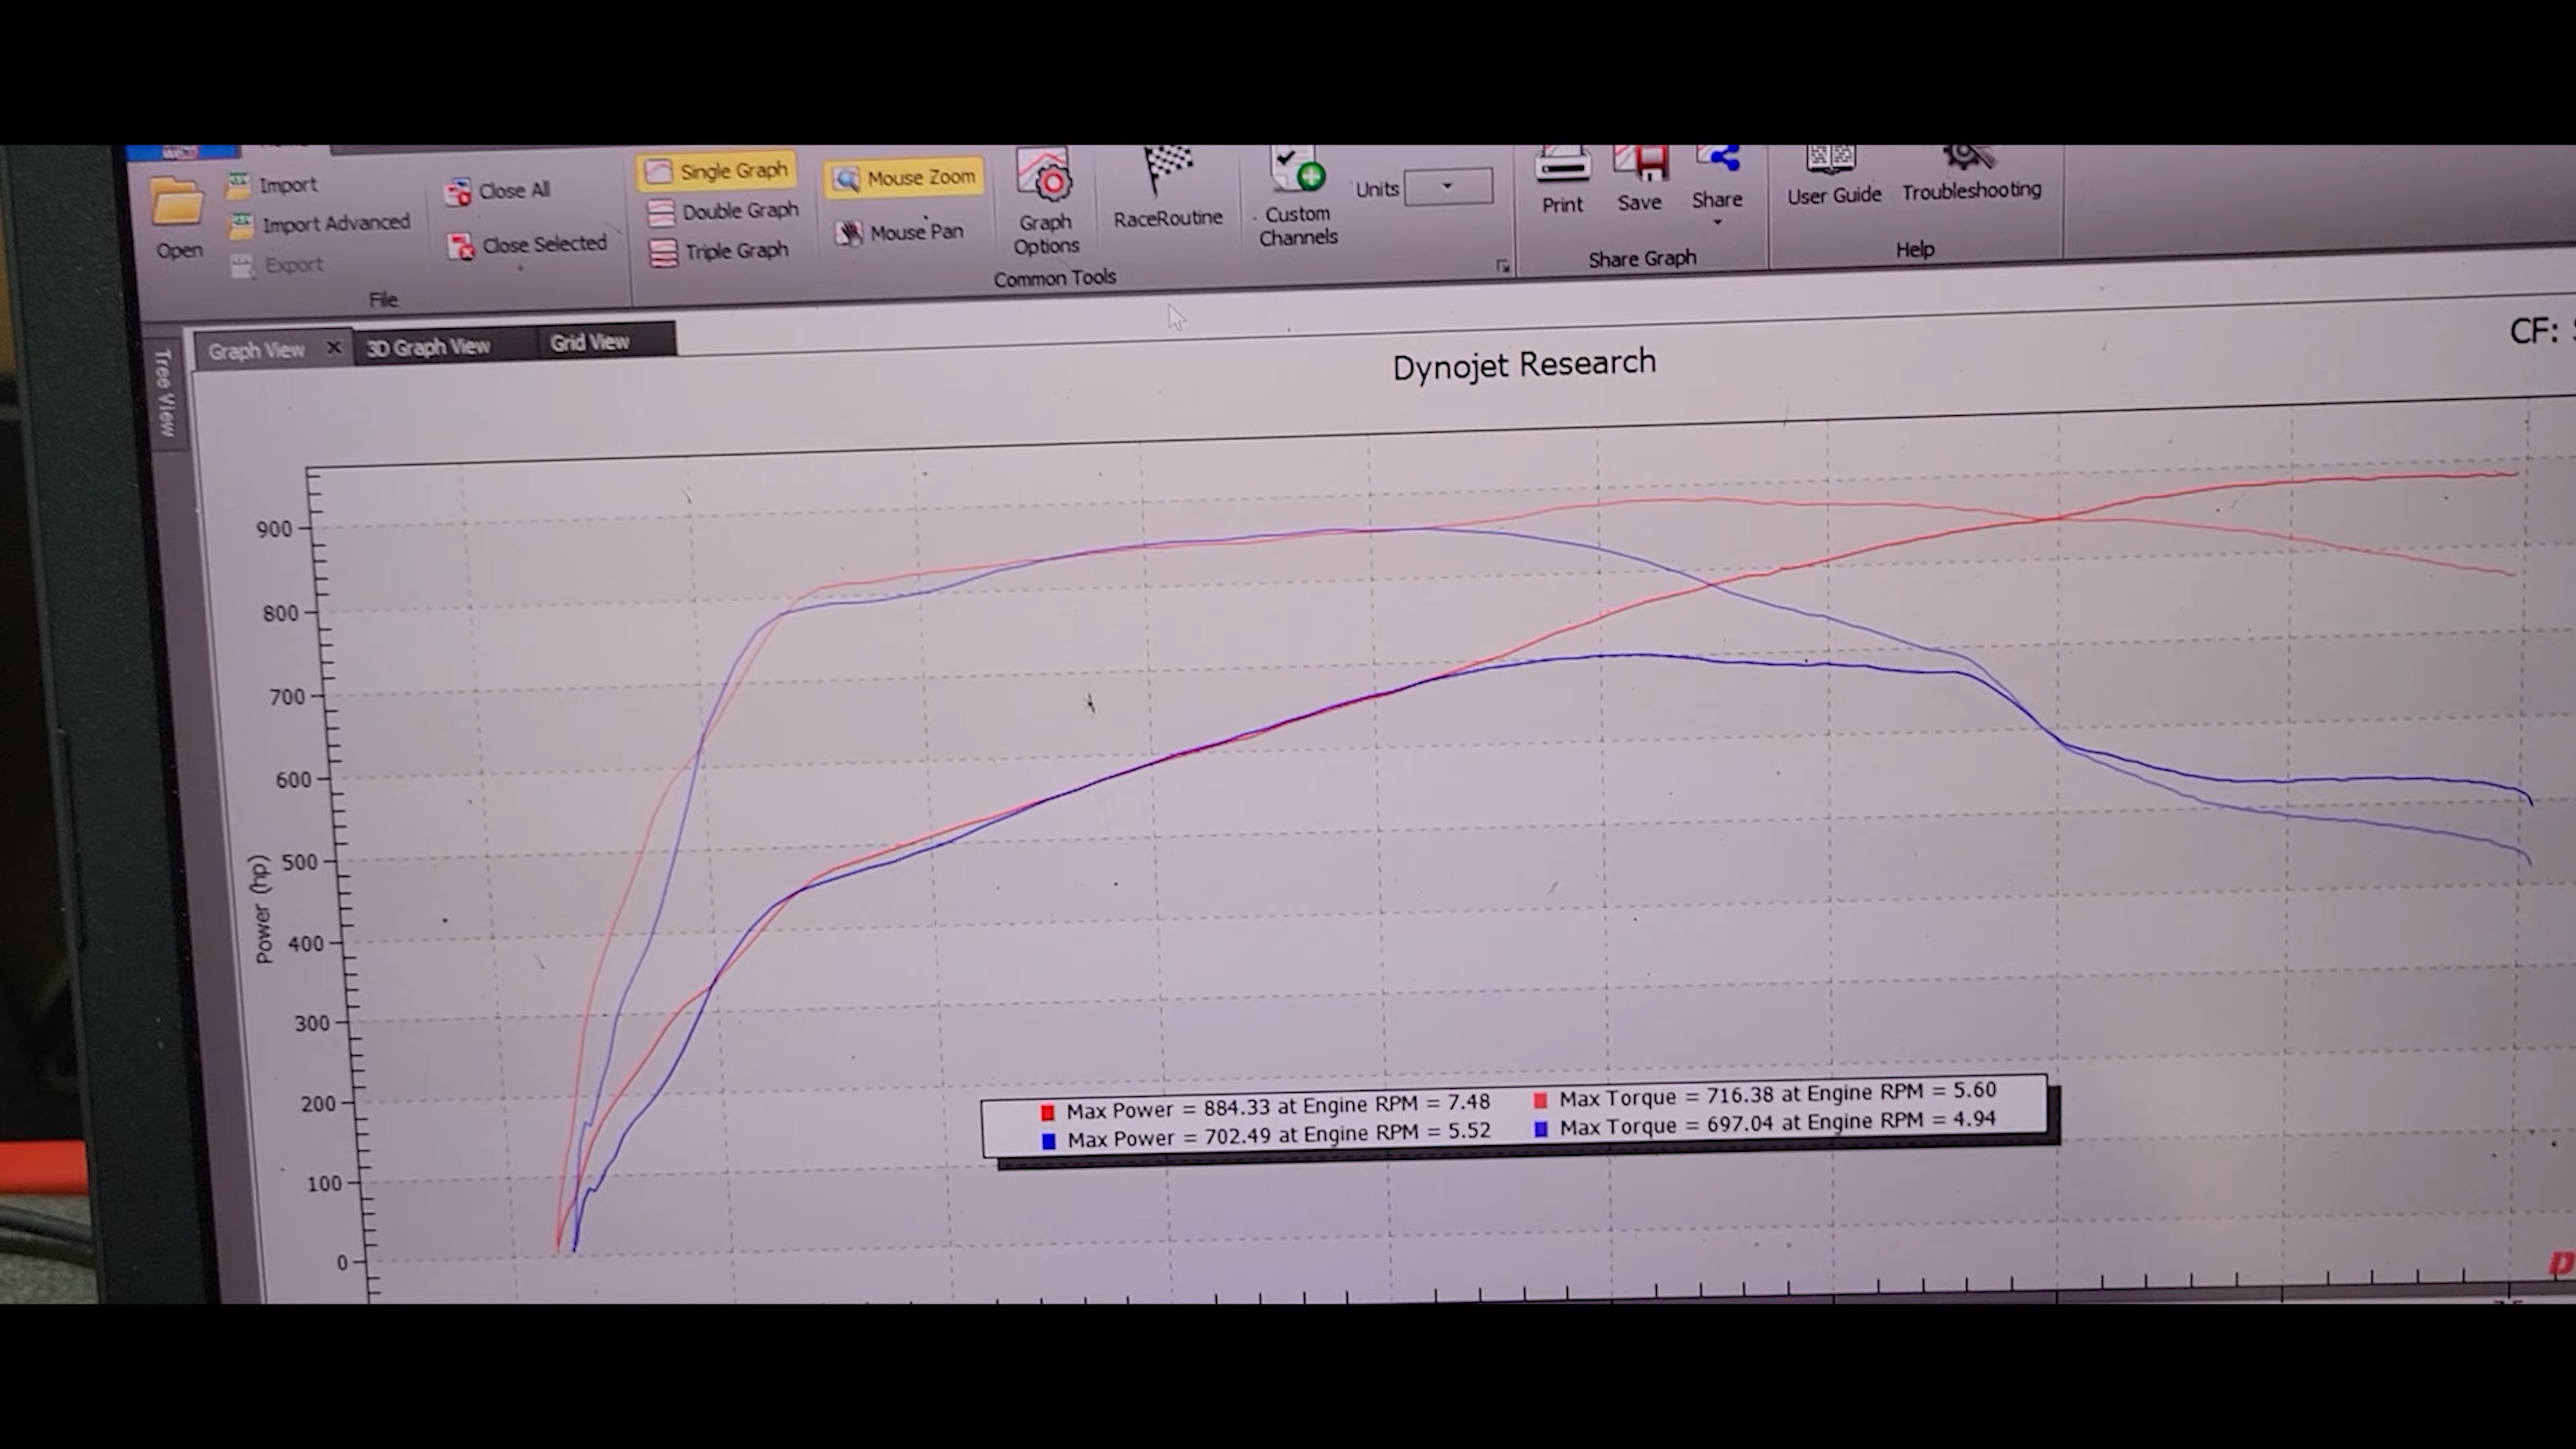 Open
Import
Import Advanced
Export
Close All
Close Selected
File
Single Graph
Double Graph
Triple Graph
Mouse Zoom
Mouse Pan
Graph Options
RaceRoutine
Custom Channels
Units
Common Tools
Print
Save
Share
Share Graph
User Guide
Troubleshooting
Help
Tree View
Graph View
3D Graph View
Grid View
Dynojet Research
CF:
Power (hp)
900
800
700
600
500
400
300
200
100
0
Max Power = 884.33 at Engine RPM = 7.48
Max Torque = 716.38 at Engine RPM = 5.60
Max Power = 702.49 at Engine RPM = 5.52
Max Torque = 697.04 at Engine RPM = 4.94